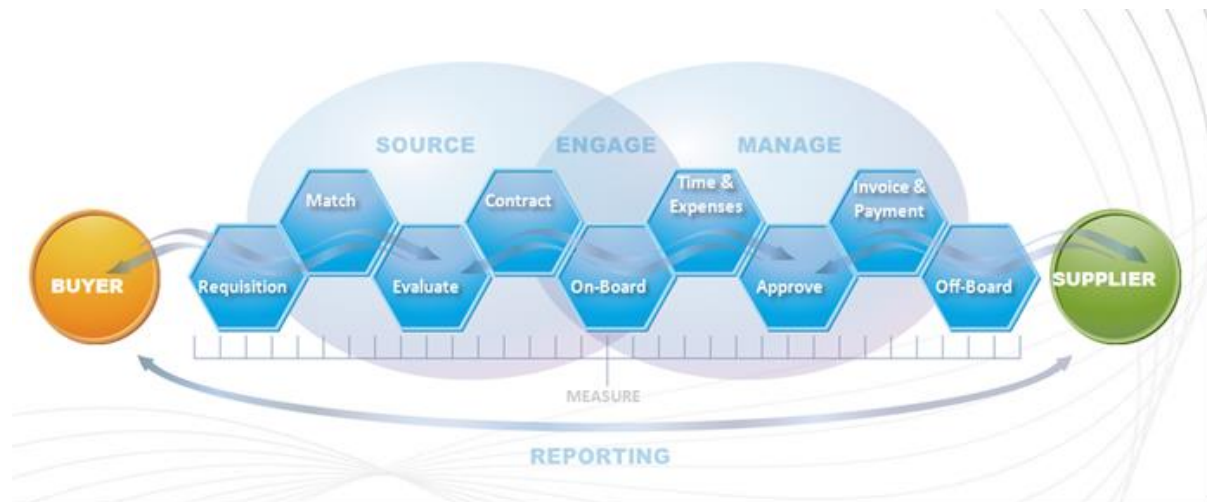 SOURCE
ENGAGE
MANAGE
Match
Contract
Time &
Expenses
Invoice &
Payment
BUYER
Requisition
Evaluate
On-Board
Approve
Off-Board
SUPPLIER
MEASURE
REPORTING